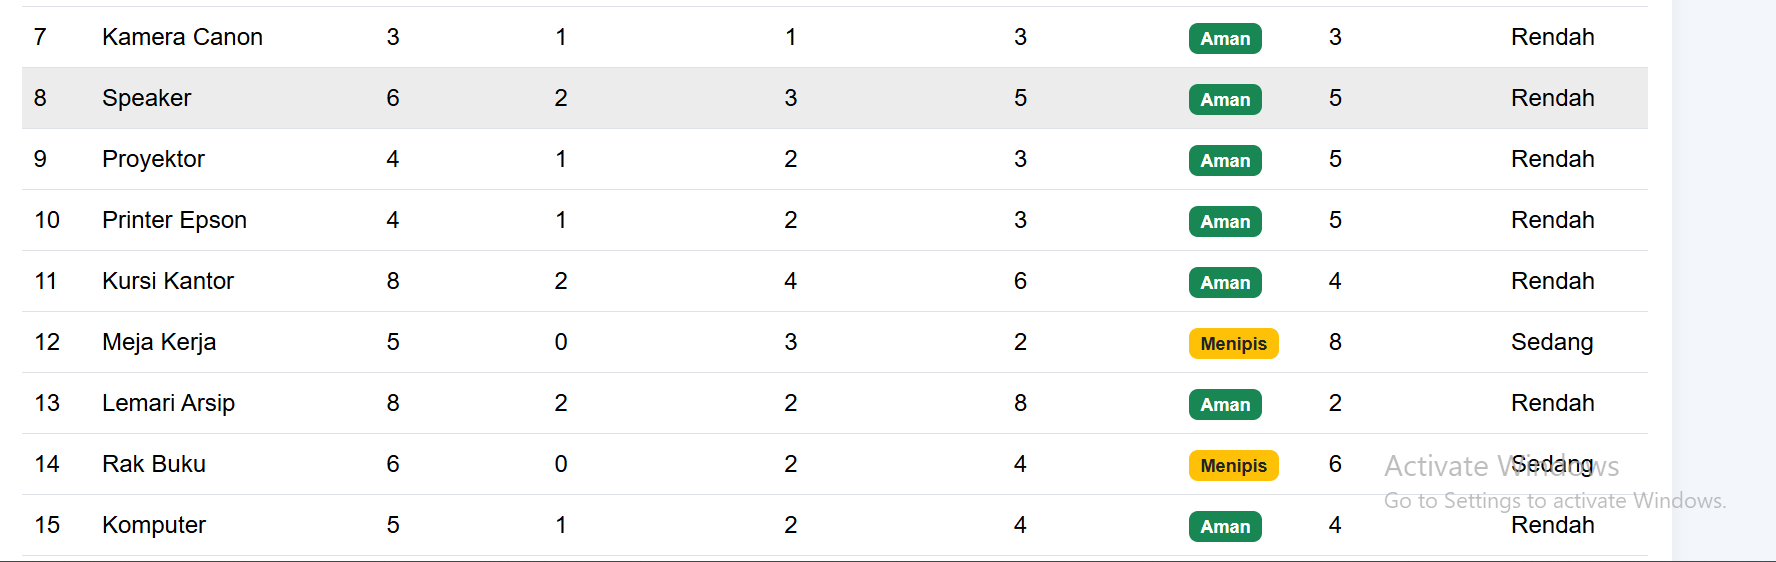 7 Kamera Canon 3 1 1 3 Aman 3 Rendah
8 Speaker 6 2 3 5 Aman 5 Rendah
9 Proyektor 4 1 2 3 Aman 5 Rendah
10 Printer Epson 4 1 2 3 Aman 5 Rendah
11 Kursi Kantor 8 2 4 6 Aman 4 Rendah
12 Meja Kerja 5 0 3 2 Menipis 8 Sedang
13 Lemari Arsip 8 2 2 8 Aman 2 Rendah
14 Rak Buku 6 0 2 4 Menipis 6 Sedang
Activate Windows
Go to Settings to activate Windows.
15 Komputer 5 1 2 4 Aman 4 Rendah